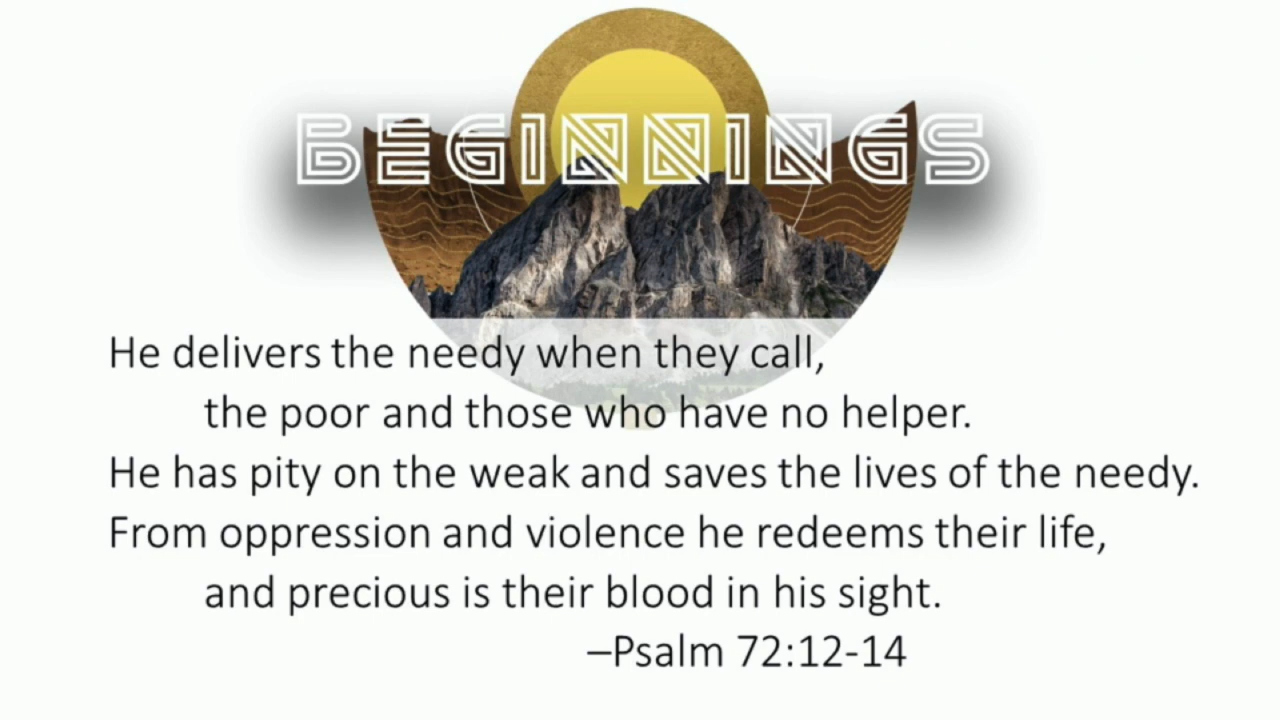 BEGINNINGS
He delivers the needy when they call,
the poor and those who have no helper.
He has pity on the weak and saves the lives of the needy.
From oppression and violence he redeems their life,
and precious is their blood in his sight.
–Psalm 72:12-14